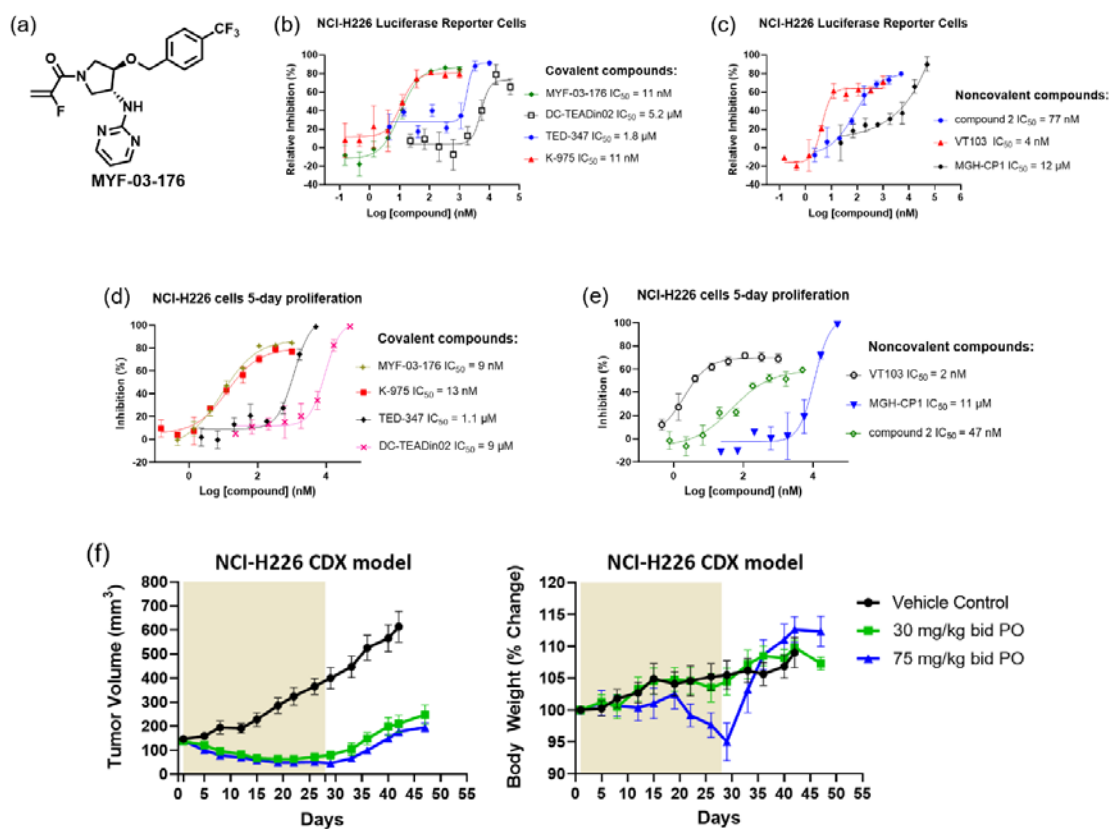 (a)
CF3
O
O
N
F
NH
N
N
MYF-03-176
NCI-H226 Luciferase Reporter Cells
(b)
Relative Inhibition (%)
100
80
60
40
20
0
-20
-40
-1 0 1 2 3 4 5
Log [compound] (nM)
Covalent compounds:
MYF-03-176 IC50 = 11 nM
DC-TEADin02 IC50 = 5.2 µM
TED-347 IC50 = 1.8 µM
K-975 IC50 = 11 nM
NCI-H226 Luciferase Reporter Cells
(c)
Relative Inhibition (%)
100
80
60
40
20
0
-20
-40
-1 0 1 2 3 4 5 6
Log [compound] (nM)
Noncovalent compounds:
compound 2 IC50 = 77 nM
VT103 IC50 = 4 nM
MGH-CP1 IC50 = 12 µM
(d)
NCI-H226 cells 5-day proliferation
Inhibition (%)
100
80
60
40
20
0
-20
0 2 4
Log [compound] (nM)
Covalent compounds:
MYF-03-176 IC50 = 9 nM
K-975 IC50 = 13 nM
TED-347 IC50 = 1.1 µM
DC-TEADin02 IC50 = 9 µM
(e)
NCI-H226 cells 5-day proliferation
Inhibition (%)
100
80
60
40
20
0
-20
0 2 4
Log [compound] (nM)
Noncovalent compounds:
VT103 IC50 = 2 nM
MGH-CP1 IC50 = 11 µM
compound 2 IC50 = 47 nM
(f)
NCI-H226 CDX model
Tumor Volume (mm3)
800
700
600
500
400
300
200
100
0
0 5 10 15 20 25 30 35 40 45 50 55
Days
NCI-H226 CDX model
Body Weight (% Change)
120
115
110
105
100
95
90
0 5 10 15 20 25 30 35 40 45 50 55
Days
Vehicle Control
30 mg/kg bid PO
75 mg/kg bid PO